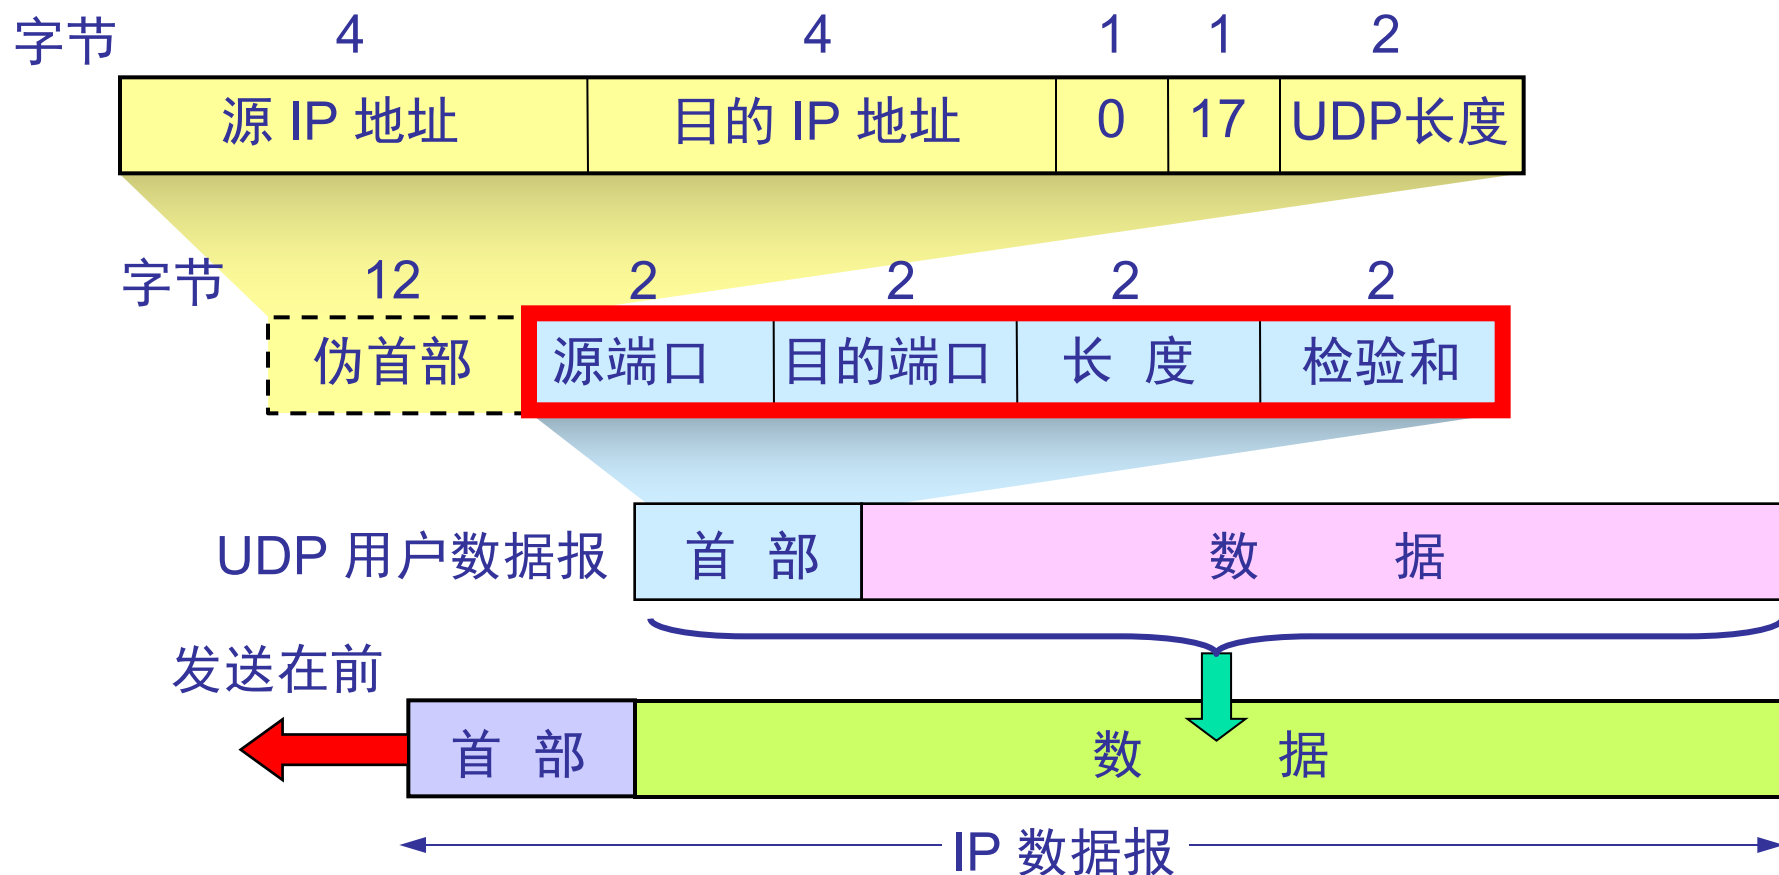 字节 4 4 1 1 2
源 IP 地址 目的 IP 地址 0 17 UDP长度
字节 12 2 2 2 2
伪首部 源端口 目的端口 长 度 检验和
UDP 用户数据报 首 部 数 据
发送在前
首 部 数 据
IP 数据报